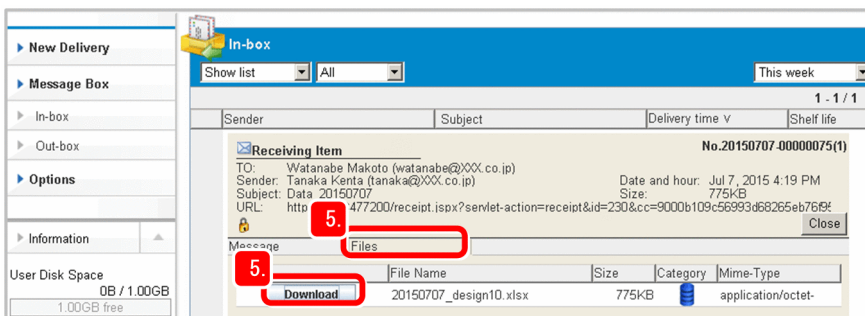 New Delivery
Message Box
In-box
Out-box
Options
Information
User Disk Space
0B / 1.00GB
1.00GB free
In-box
Show list All This week
1 - 1 / 1
Sender Subject Delivery time ∨ Shelf life
Receiving Item No.20150707-00000075(1)
TO: Watanabe Makoto (watanabe@XXX.co.jp)
Sender: Tanaka Kenta (tanaka@XXX.co.jp) Date and hour: Jul 7, 2015 4:19 PM
Subject: Data_20150707 Size: 775KB
URL: http 477200/receipt.jspx?servlet-action=receipt&id=230&cc=9000b109c56993d68265eb76f95
5.
Close
Message Files
5.
File Name Size Category Mime-Type
Download 20150707_design10.xlsx 775KB application/octet-